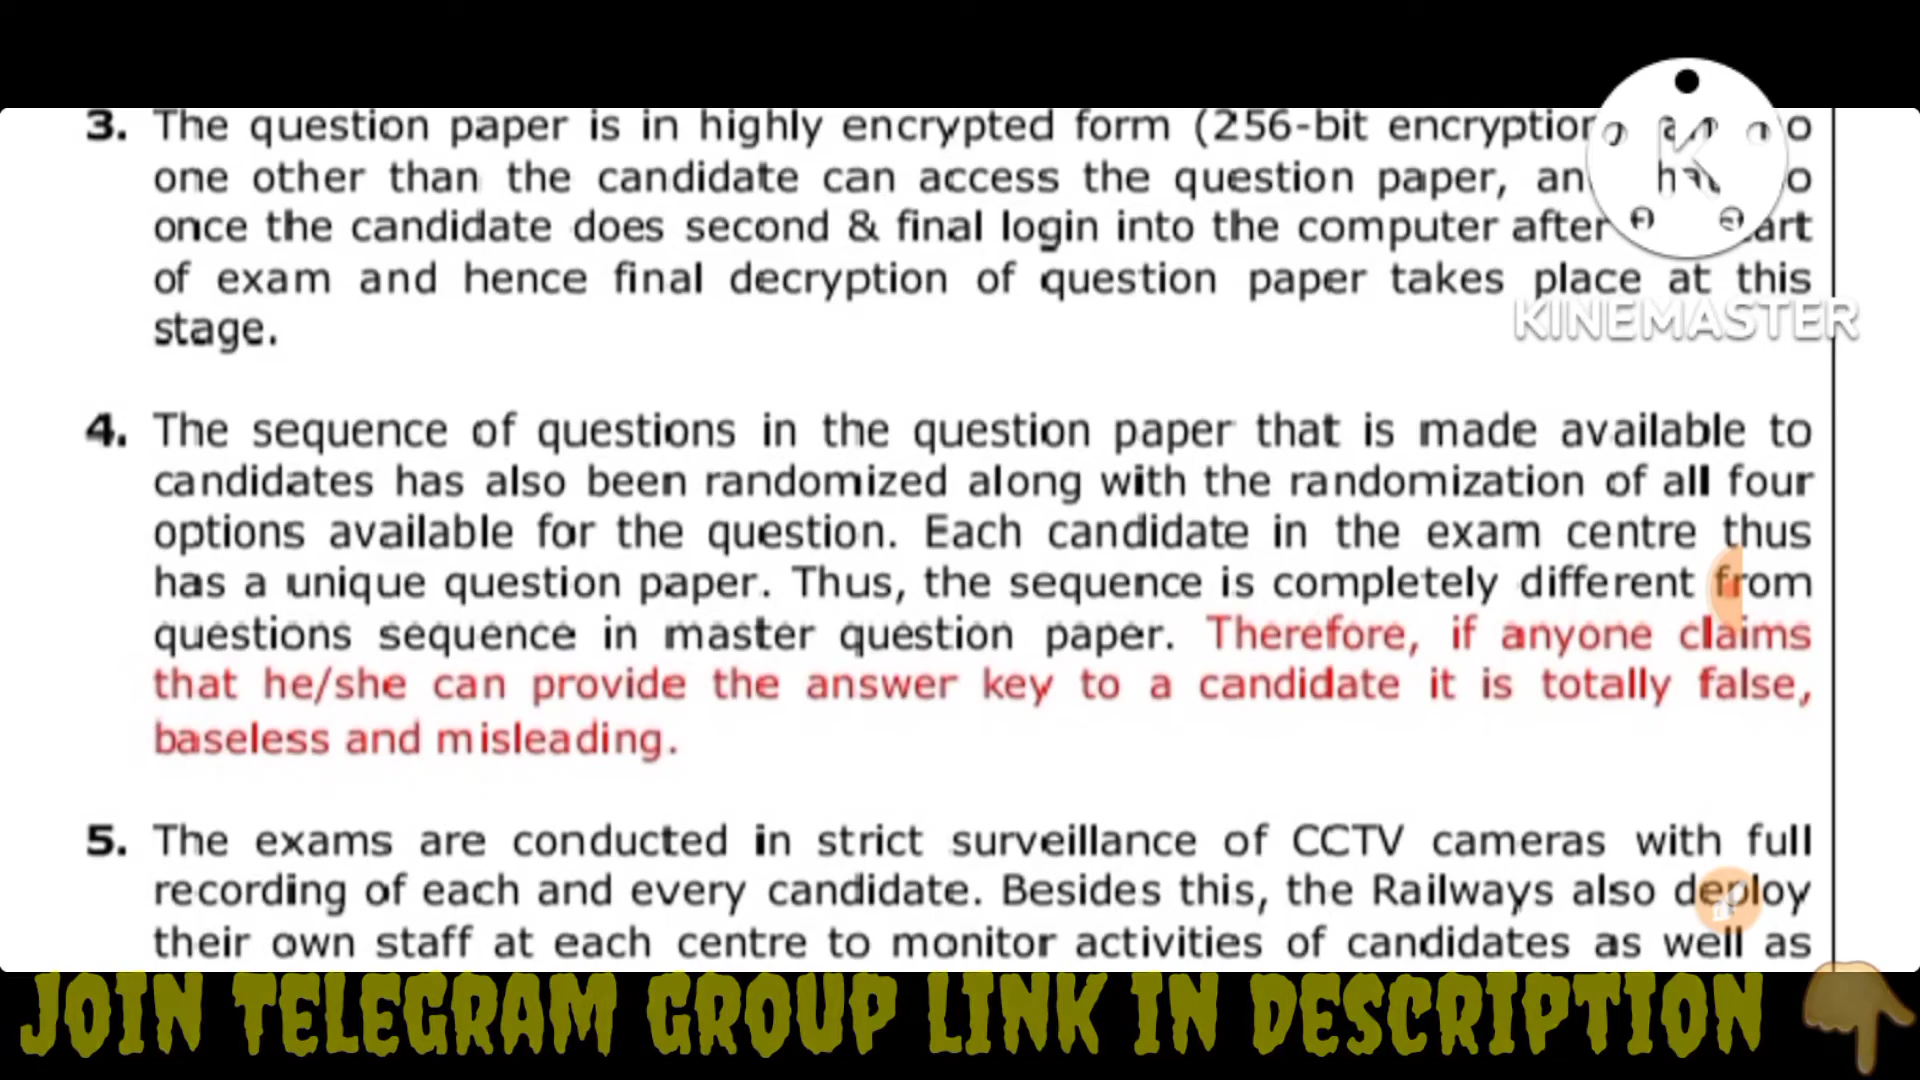 3. The question paper is in highly encrypted form (256-bit
one other than the candidate can access the question paper,
once the candidate does second & final login into the computer after
of exam and hence final decryption of question paper takes place at this
stage.
KINEMASTER
4. The sequence of questions in the question paper that is made available to
candidates has also been randomized along with the randomization of all four
options available for the question. Each candidate in the exam centre thus
has a unique question paper. Thus, the sequence is completely different from
questions sequence in master question paper. Therefore, if anyone claims
that he/she can provide the answer key to a candidate it is totally false,
baseless and misleading.
5. The exams are conducted in strict surveillance of CCTV cameras with full
recording of each and every candidate. Besides this, the Railways also deploy
their own staff at each centre to monitor activities of candidates as well as
JOIN TELEGRAM GROUP LINK IN DESCRIPTION